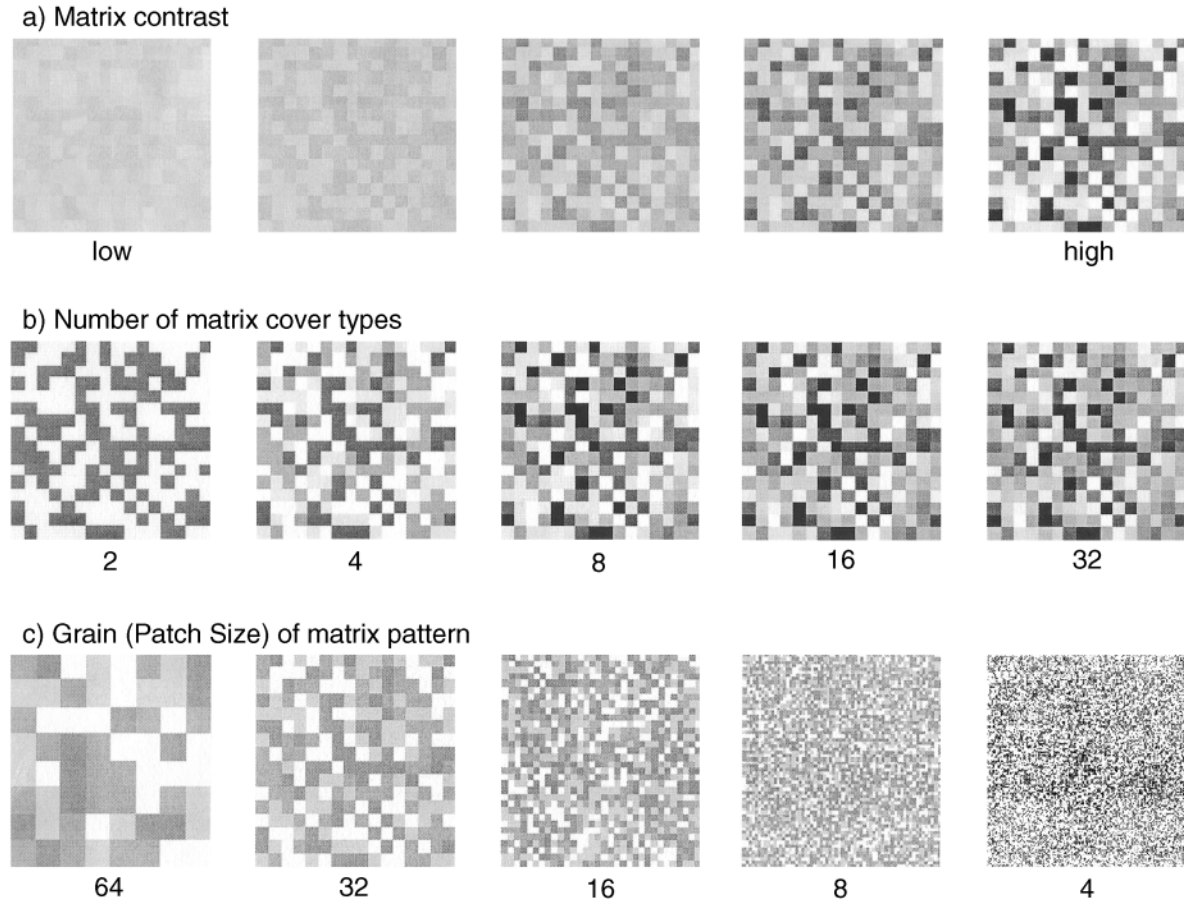 a) Matrix contrast
low high
b) Number of matrix cover types
2 4 8 16 32
c) Grain (Patch Size) of matrix pattern
64 32 16 8 4